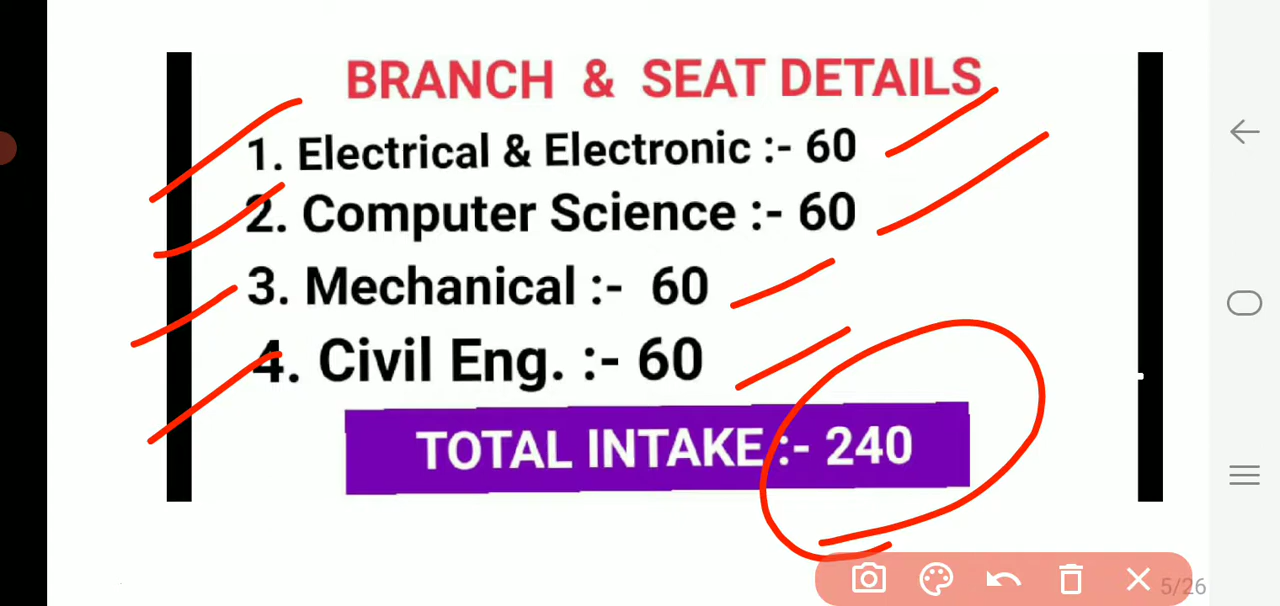 BRANCH & SEAT DETAILS
1. Electrical & Electronic :- 60
2. Computer Science :- 60
3. Mechanical :- 60
4. Civil Eng. :- 60
TOTAL INTAKE :- 240
5/26